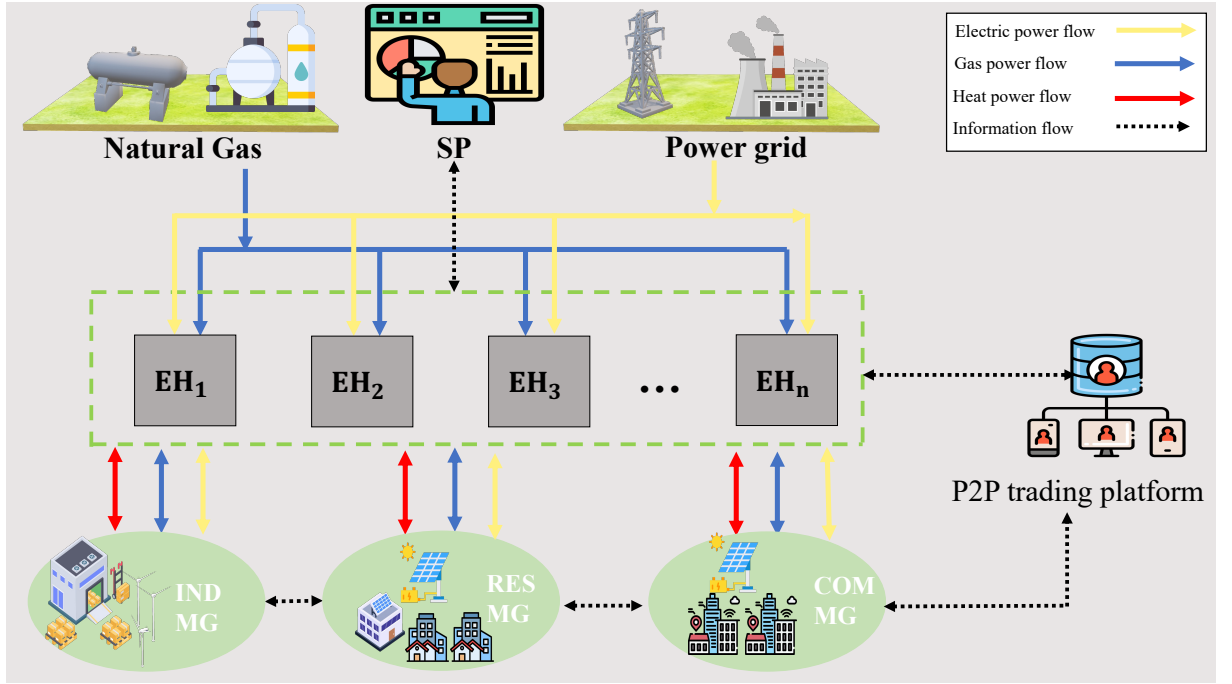 Electric power flow
Gas power flow
Heat power flow
Information flow
Natural Gas
SP
Power grid
EH₁
EH₂
EH₃
...
EHₙ
P2P trading platform
IND
MG
RES
MG
COM
MG